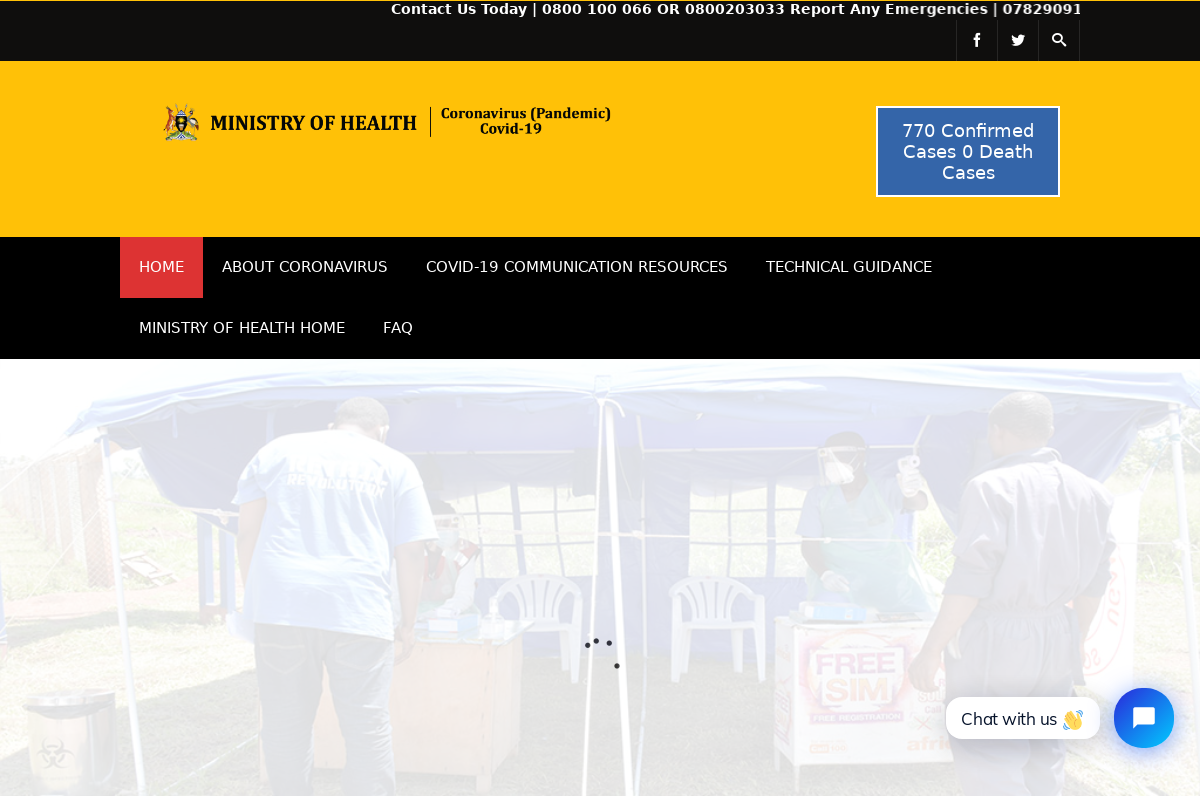 Contact Us Today | 0800 100 066 OR 0800203033 Report Any Emergencies | 07829091
MINISTRY OF HEALTH
Coronavirus (Pandemic)
Covid-19
770 Confirmed
Cases 0 Death
Cases
HOME
ABOUT CORONAVIRUS
COVID-19 COMMUNICATION RESOURCES
TECHNICAL GUIDANCE
MINISTRY OF HEALTH HOME
FAQ
REVOLUTION
FREE
SIM
FREE REGISTRATION
Chat with us